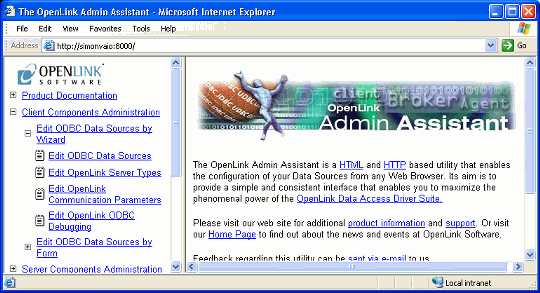 The OpenLink Admin Assistant - Microsoft Internet Explorer
File Edit View Favorites Tools Help
Address http://simonvaio:8000/ Go
OPENLINK
SOFTWARE
Product Documentation
Client Components Administration
Edit ODBC Data Sources by
Wizard
Edit ODBC Data Sources
Edit OpenLink Server Types
Edit OpenLink
Communication Parameters
Edit OpenLink ODBC
Debugging
Edit ODBC Data Sources by
Form
Server Components Administration
client
Broker
Agent
OpenLink
Admin Assistant
The OpenLink Admin Assistant is a HTML and HTTP based utility that enables
the configuration of your Data Sources from any Web Browser. Its aim is to
provide a simple and consistent interface that enables you to maximize the
phenomenal power of the OpenLink Data Access Driver Suite.
Please visit our web site for additional product information and support. Or visit
our Home Page to find out about the news and events at OpenLink Software.
Feedback regarding this utility can be sent via e-mail to us.
Local intranet